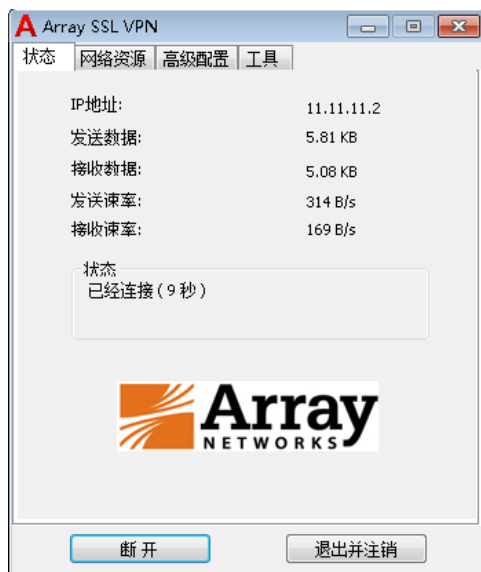 Array SSL VPN
状态 网络资源 高级配置 工具
IP地址: 11.11.11.2
发送数据: 5.81 KB
接收数据: 5.08 KB
发送速率: 314 B/s
接收速率: 169 B/s
状态
已经连接(9秒)
Array
NETWORKS
断开 退出并注销